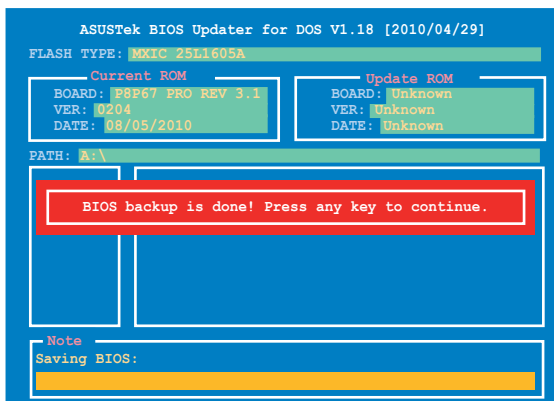 ASUSTek BIOS Updater for DOS V1.18 [2010/04/29]
FLASH TYPE: MXIC 25L1605A
Current ROM
BOARD: P8P67 PRO REV 3.1
VER: 0204
DATE: 08/05/2010
Update ROM
BOARD: Unknown
VER: Unknown
DATE: Unknown
PATH: A:\
BIOS backup is done! Press any key to continue.
Note
Saving BIOS: